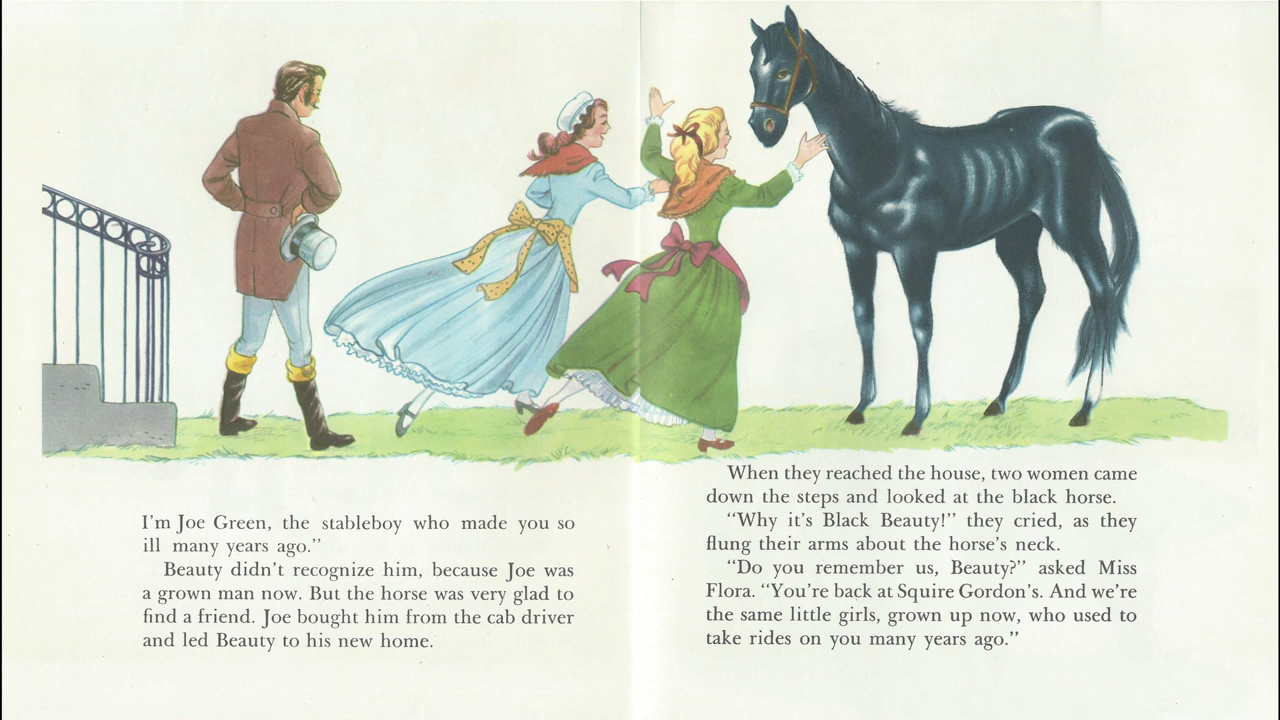 I'm Joe Green, the stableboy who made you so
ill many years ago."
Beauty didn't recognize him, because Joe was
a grown man now. But the horse was very glad to
find a friend. Joe bought him from the cab driver
and led Beauty to his new home.
When they reached the house, two women came
down the steps and looked at the black horse.
"Why it's Black Beauty!" they cried, as they
flung their arms about the horse's neck.
"Do you remember us, Beauty?" asked Miss
Flora. "You're back at Squire Gordon's. And we're
the same little girls, grown up now, who used to
take rides on you many years ago."